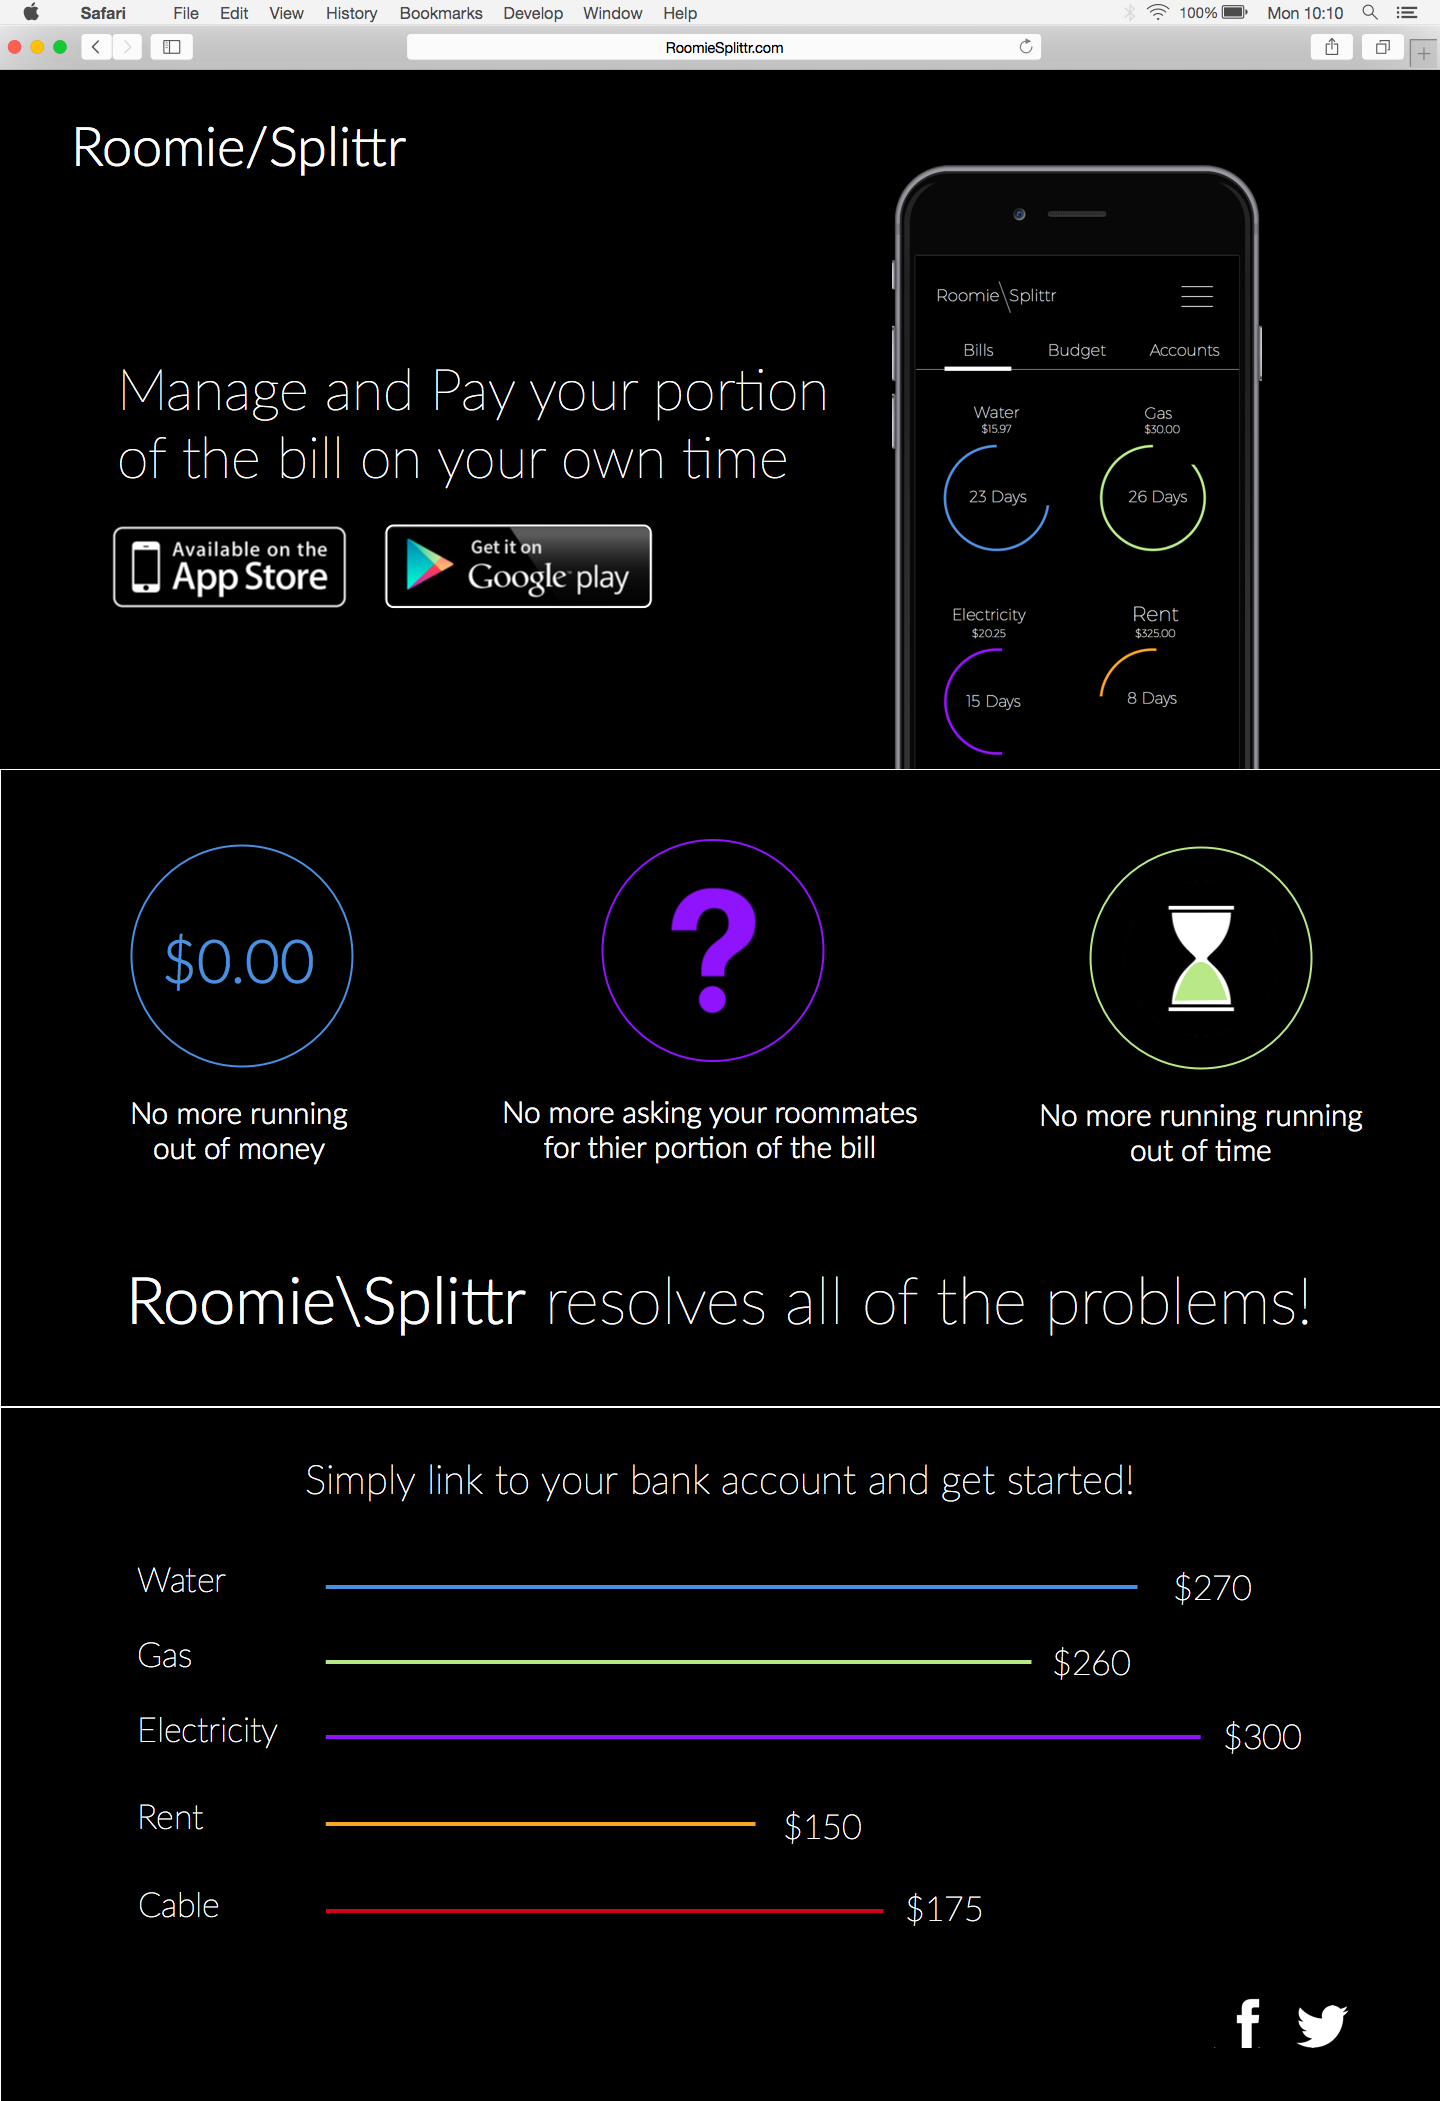 Safari File Edit View History Bookmarks Develop Window Help 100% Mon 10:10
RoomieSplittr.com
Roomie/Splittr
Roomie\Splittr
Bills Budget Accounts
Water Gas
$15.97 $30.00
23 Days 26 Days
Electricity Rent
$20.25 $325.00
15 Days 8 Days
Manage and Pay your portion
of the bill on your own time
Available on the
App Store
Get it on
Google play
$0.00
?
No more running
out of money
No more asking your roommates
for thier portion of the bill
No more running running
out of time
Roomie\Splittr resolves all of the problems!
Simply link to your bank account and get started!
Water $270
Gas $260
Electricity $300
Rent $150
Cable $175